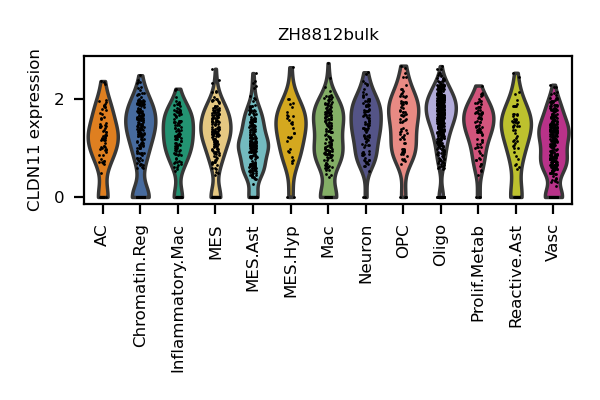 ZH8812bulk
CLDN11 expression
2
0
AC
Chromatin.Reg
Inflammatory.Mac
MES
MES.Ast
MES.Hyp
Mac
Neuron
OPC
Oligo
Prolif.Metab
Reactive.Ast
Vasc